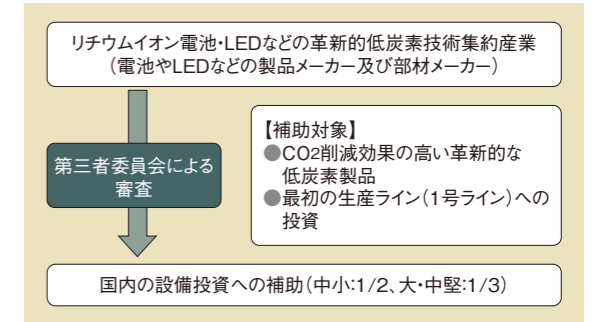 リチウムイオン電池・LEDなどの革新的低炭素技術集約産業
（電池やLEDなどの製品メーカー及び部材メーカー）
第三者委員会による
審査
【補助対象】
●CO2削減効果の高い革新的な
低炭素製品
●最初の生産ライン（1号ライン）への
投資
国内の設備投資への補助（中小：1/2、大・中堅：1/3）